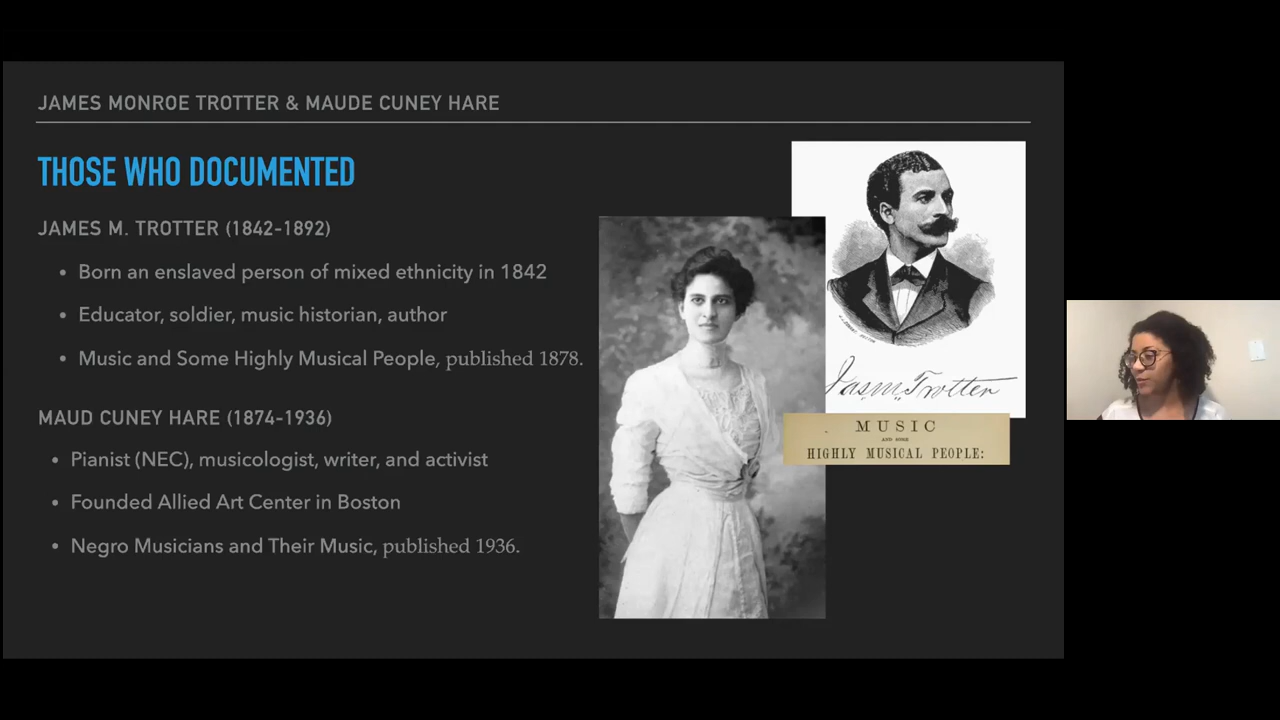 JAMES MONROE TROTTER & MAUDE CUNEY HARE
THOSE WHO DOCUMENTED
JAMES M. TROTTER (1842-1892)
• Born an enslaved person of mixed ethnicity in 1842
• Educator, soldier, music historian, author
• Music and Some Highly Musical People, published 1878.
MAUD CUNEY HARE (1874-1936)
• Pianist (NEC), musicologist, writer, and activist
• Founded Allied Art Center in Boston
• Negro Musicians and Their Music, published 1936.
Jas M. Trotter
MUSIC
AND SOME
HIGHLY MUSICAL PEOPLE: